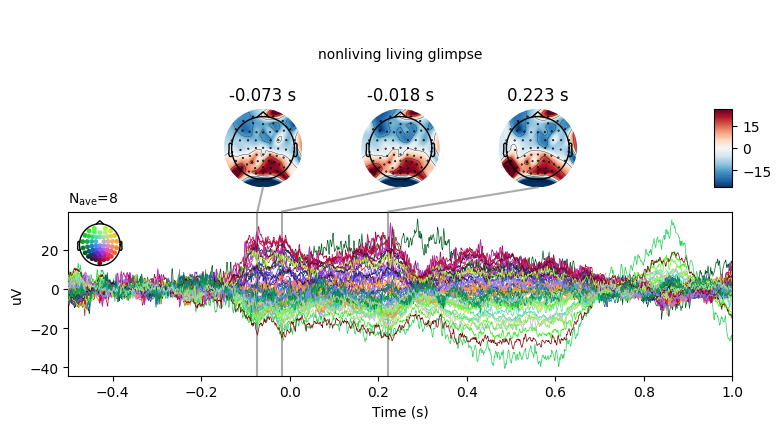 nonliving living glimpse
-0.073 s
-0.018 s
0.223 s
15
0
−15
Nave=8
20
0
−20
−40
uV
−0.4
−0.2
0.0
0.2
0.4
0.6
0.8
1.0
Time (s)